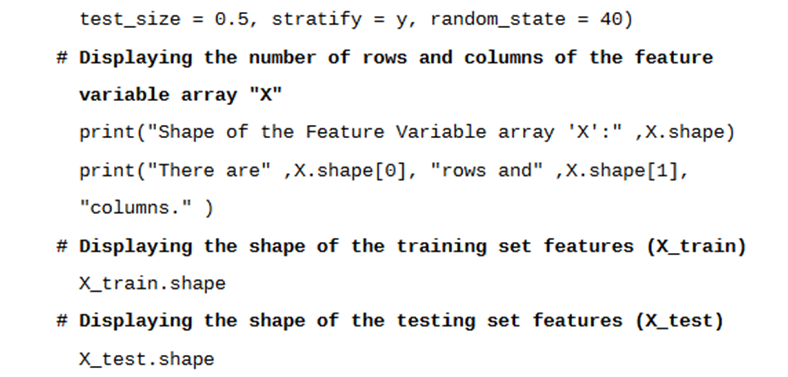 test_size = 0.5, stratify = y, random_state = 40)
# Displaying the number of rows and columns of the feature
variable array "X"
print("Shape of the Feature Variable array 'X':" ,X.shape)
print("There are" ,X.shape[0], "rows and" ,X.shape[1],
"columns." )
# Displaying the shape of the training set features (X_train)
X_train.shape
# Displaying the shape of the testing set features (X_test)
X_test.shape